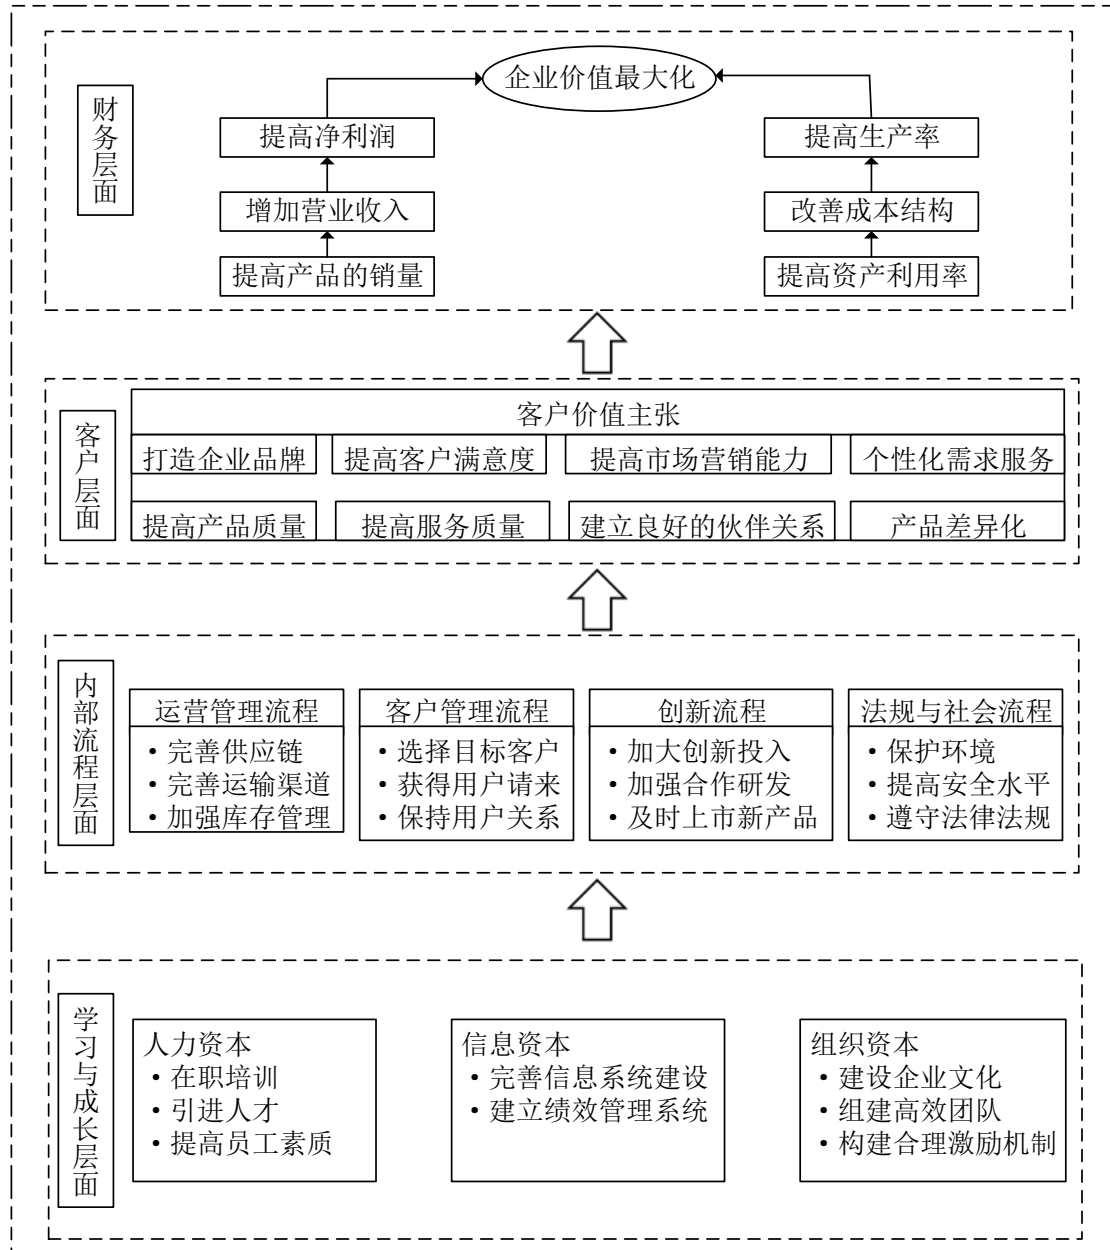 财务层面
企业价值最大化
提高净利润
提高生产率
增加营业收入
改善成本结构
提高产品的销量
提高资产利用率
客户层面
客户价值主张
打造企业品牌
提高客户满意度
提高市场营销能力
个性化需求服务
提高产品质量
提高服务质量
建立良好的伙伴关系
产品差异化
内部流程层面
运营管理流程
•完善供应链
•完善运输渠道
•加强库存管理
客户管理流程
•选择目标客户
•获得用户请来
•保持用户关系
创新流程
•加大创新投入
•加强合作研发
•及时上市新产品
法规与社会流程
•保护环境
•提高安全水平
•遵守法律法规
学习与成长层面
人力资本
•在职培训
•引进人才
•提高员工素质
信息资本
•完善信息系统建设
•建立绩效管理系统
组织资本
•建设企业文化
•组建高效团队
•构建合理激励机制